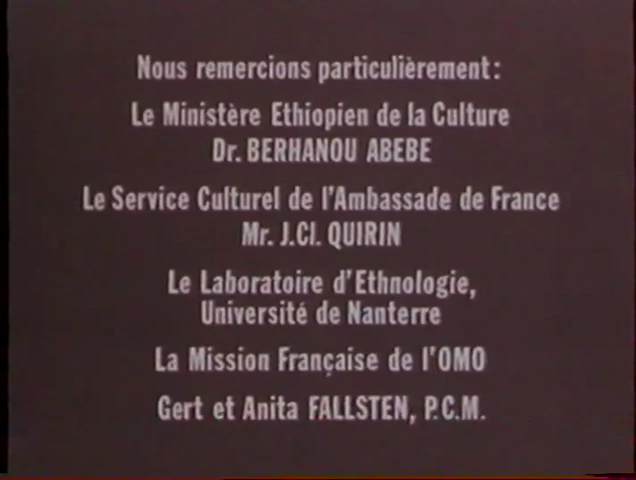 Nous remercions particulièrement:
Le Ministère Ethiopien de la Culture
Dr. BERHANOU ABEBE
Le Service Culturel de l'Ambassade de France
Mr. J.Cl. QUIRIN
Le Laboratoire d'Ethnologie,
Université de Nanterre
La Mission Française de l'OMO
Gert et Anita FALLSTEN, P.C.M.